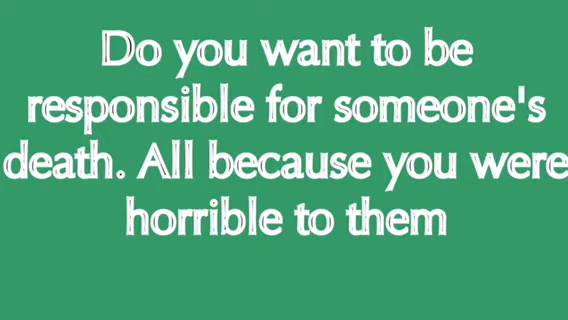 Do you want to be
responsible for someone's
death. All because you were
horrible to them